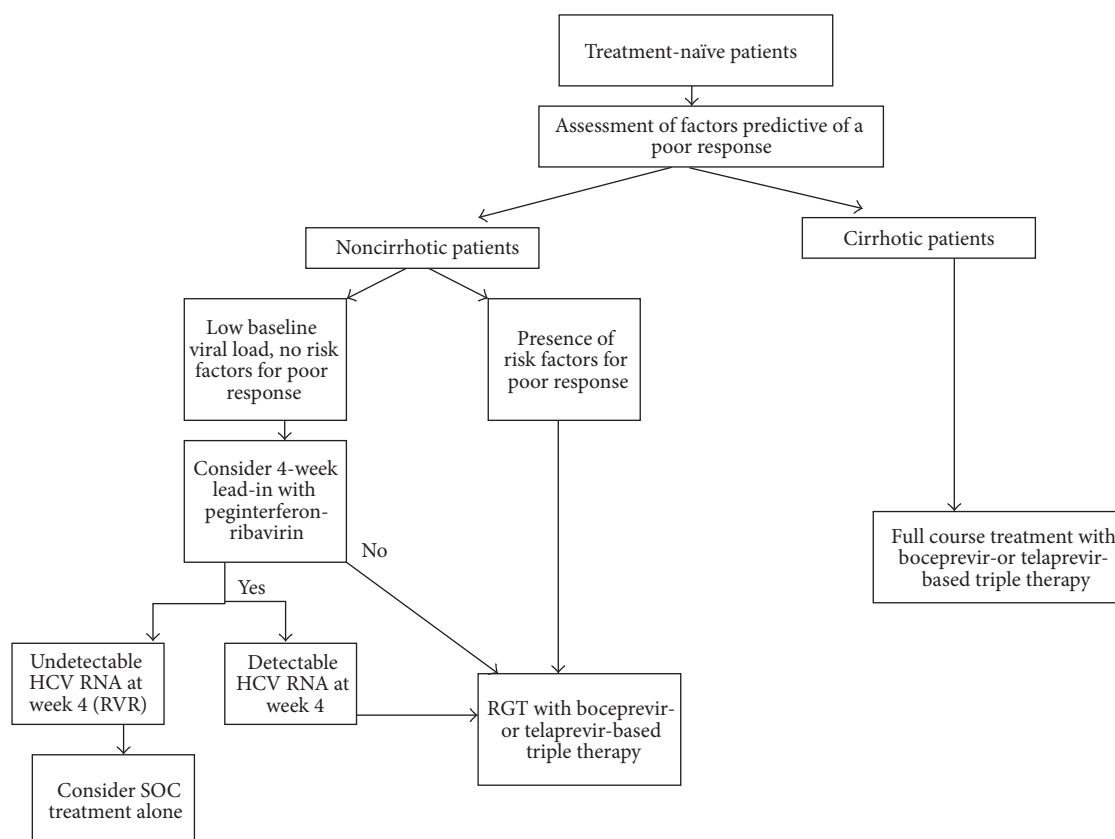 Treatment-naïve patients
Assessment of factors predictive of a
poor response
Noncirrhotic patients
Cirrhotic patients
Low baseline
viral load, no risk
factors for poor
response
Presence of
risk factors for
poor response
Consider 4-week
lead-in with
peginterferon-
ribavirin
No
Yes
Full course treatment with
boceprevir-or telaprevir-
based triple therapy
Undetectable
HCV RNA at
week 4 (RVR)
Detectable
HCV RNA at
week 4
RGT with boceprevir-
or telaprevir-based
triple therapy
Consider SOC
treatment alone